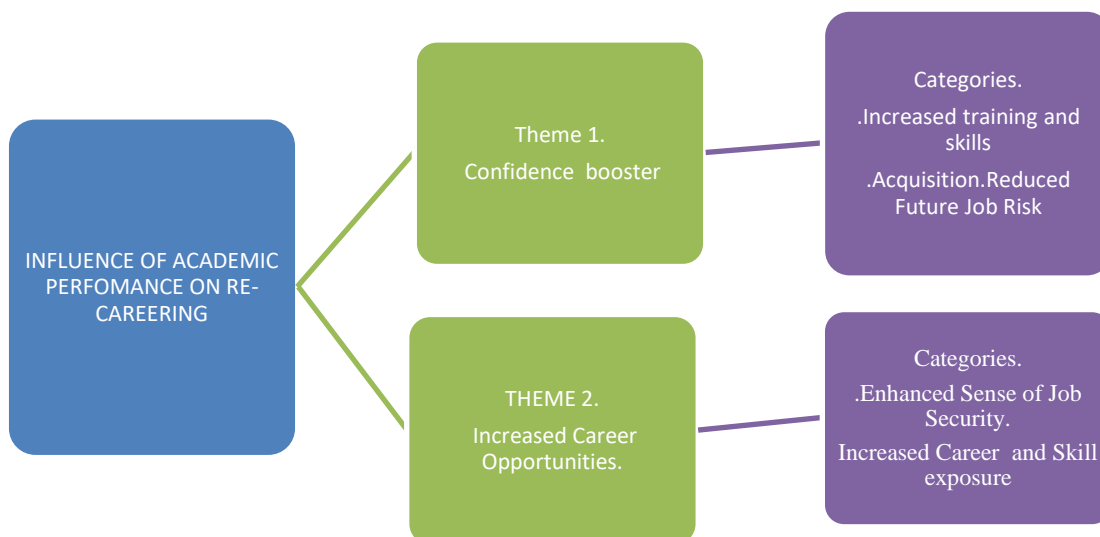 INFLUENCE OF ACADEMIC
PERFOMANCE ON RE-
CAREERING
Theme 1.
Confidence booster
Categories.
.Increased training and
skills
.Acquisition.Reduced
Future Job Risk
THEME 2.
Increased Career
Opportunities.
Categories.
.Enhanced Sense of Job
Security.
Increased Career and Skill
exposure